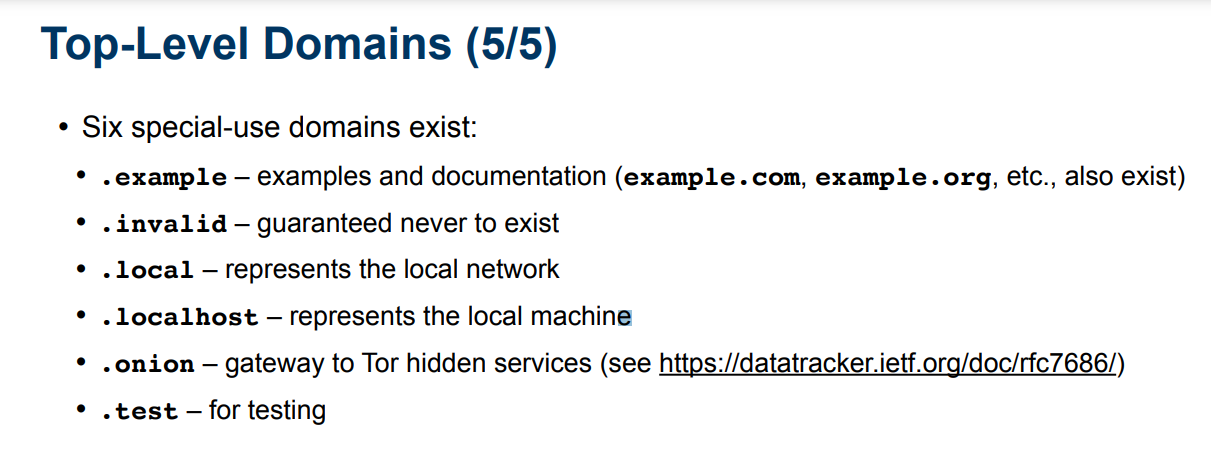 Top-Level Domains (5/5)
• Six special-use domains exist:
• .example – examples and documentation (example.com, example.org, etc., also exist)
• .invalid – guaranteed never to exist
• .local – represents the local network
• .localhost – represents the local machine
• .onion – gateway to Tor hidden services (see https://datatracker.ietf.org/doc/rfc7686/)
• .test – for testing